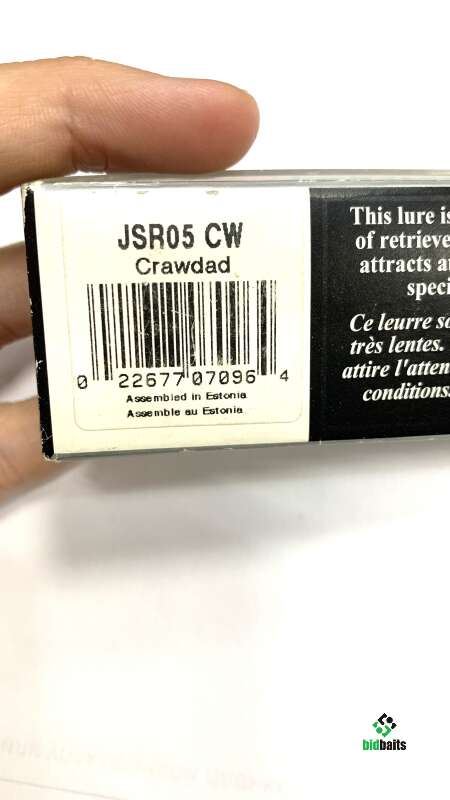 JSR05 CW
Crawdad
0 22677 07096 4
Assembled in Estonia
Assemble au Estonia
This lure is
of retrieve
attracts a
speci
Ce leurre so
très lentes.
attire l'atten
conditions
bidbaits